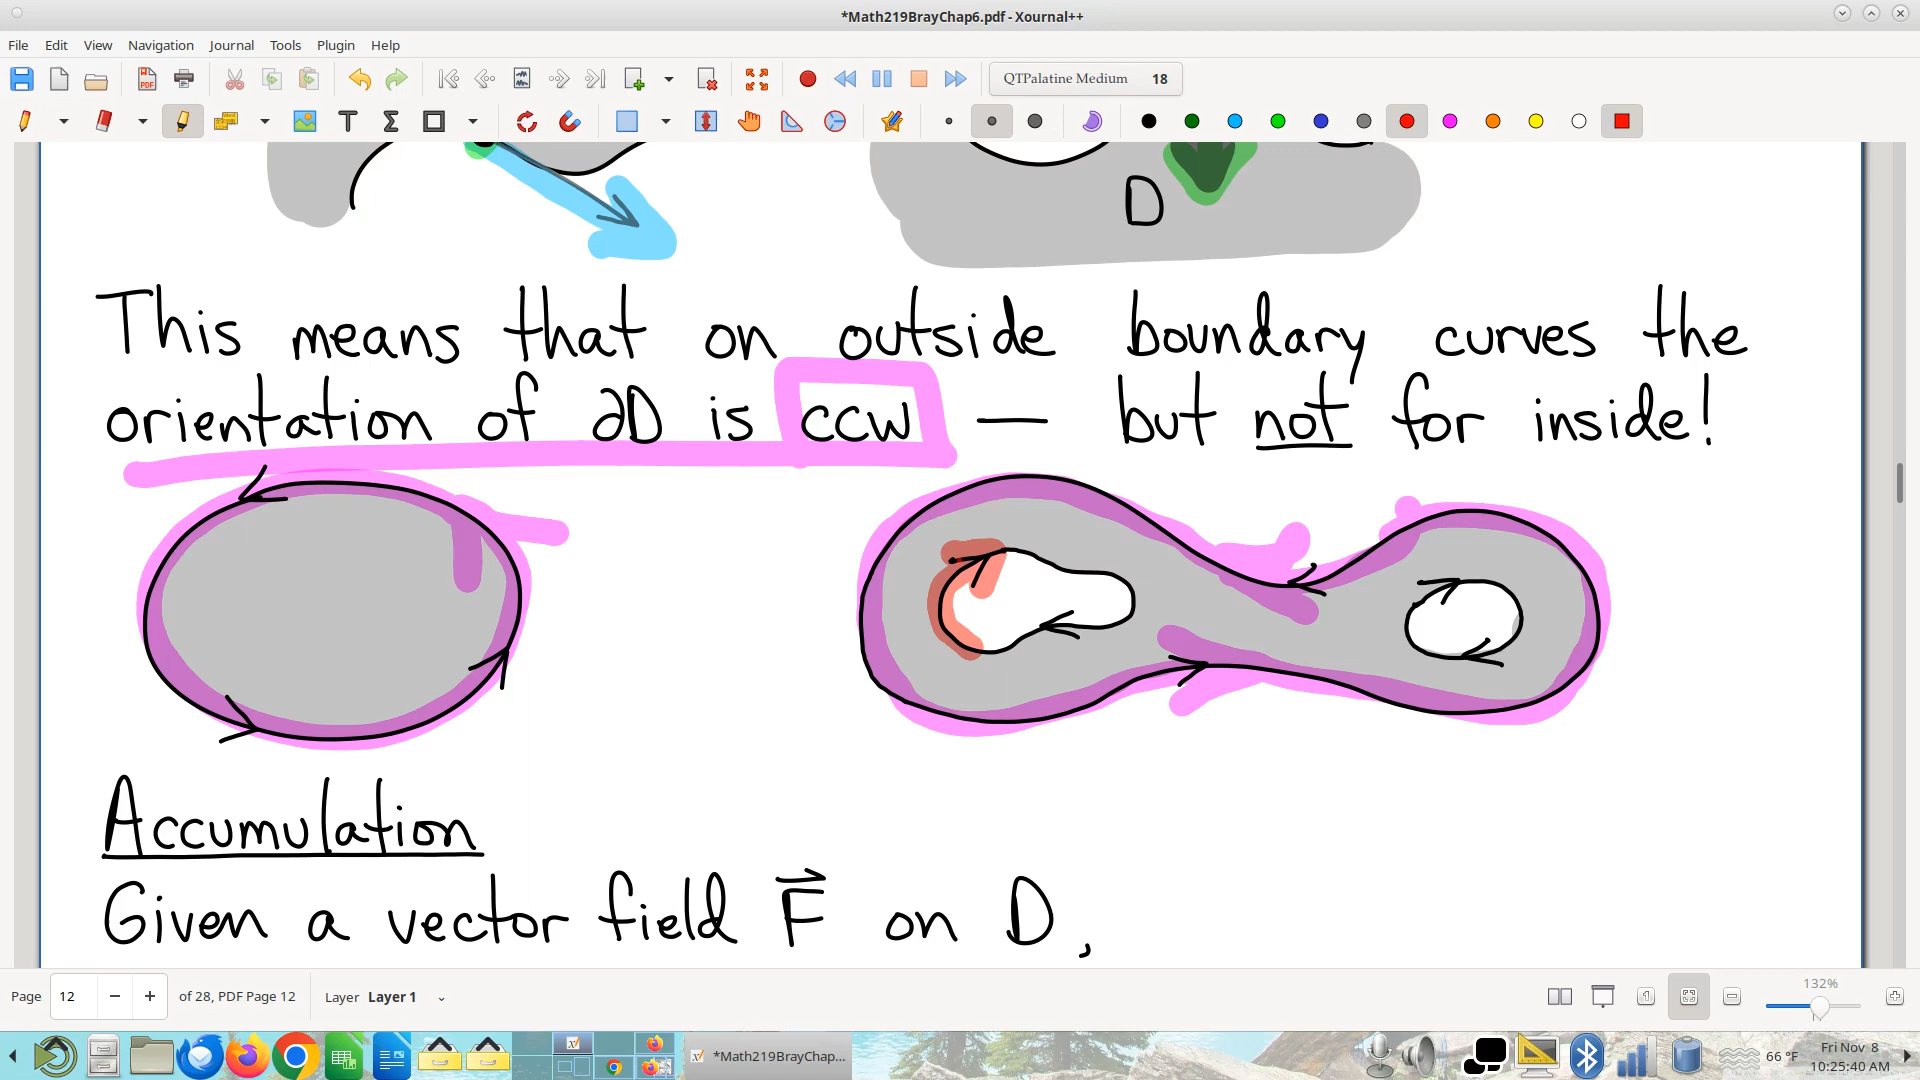 *Math219BrayChap6.pdf - Xournal++
File Edit View Navigation Journal Tools Plugin Help
QTPalatine Medium 18
D
This means that on outside boundary curves the
orientation of ∂D is ccw — but not for inside!
Accumulation
Given a vector field F⃗ on D,
Page 12 of 28, PDF Page 12 Layer Layer 1
132%
*Math219BrayChap...
66 °F
Fri Nov 8
10:25:40 AM